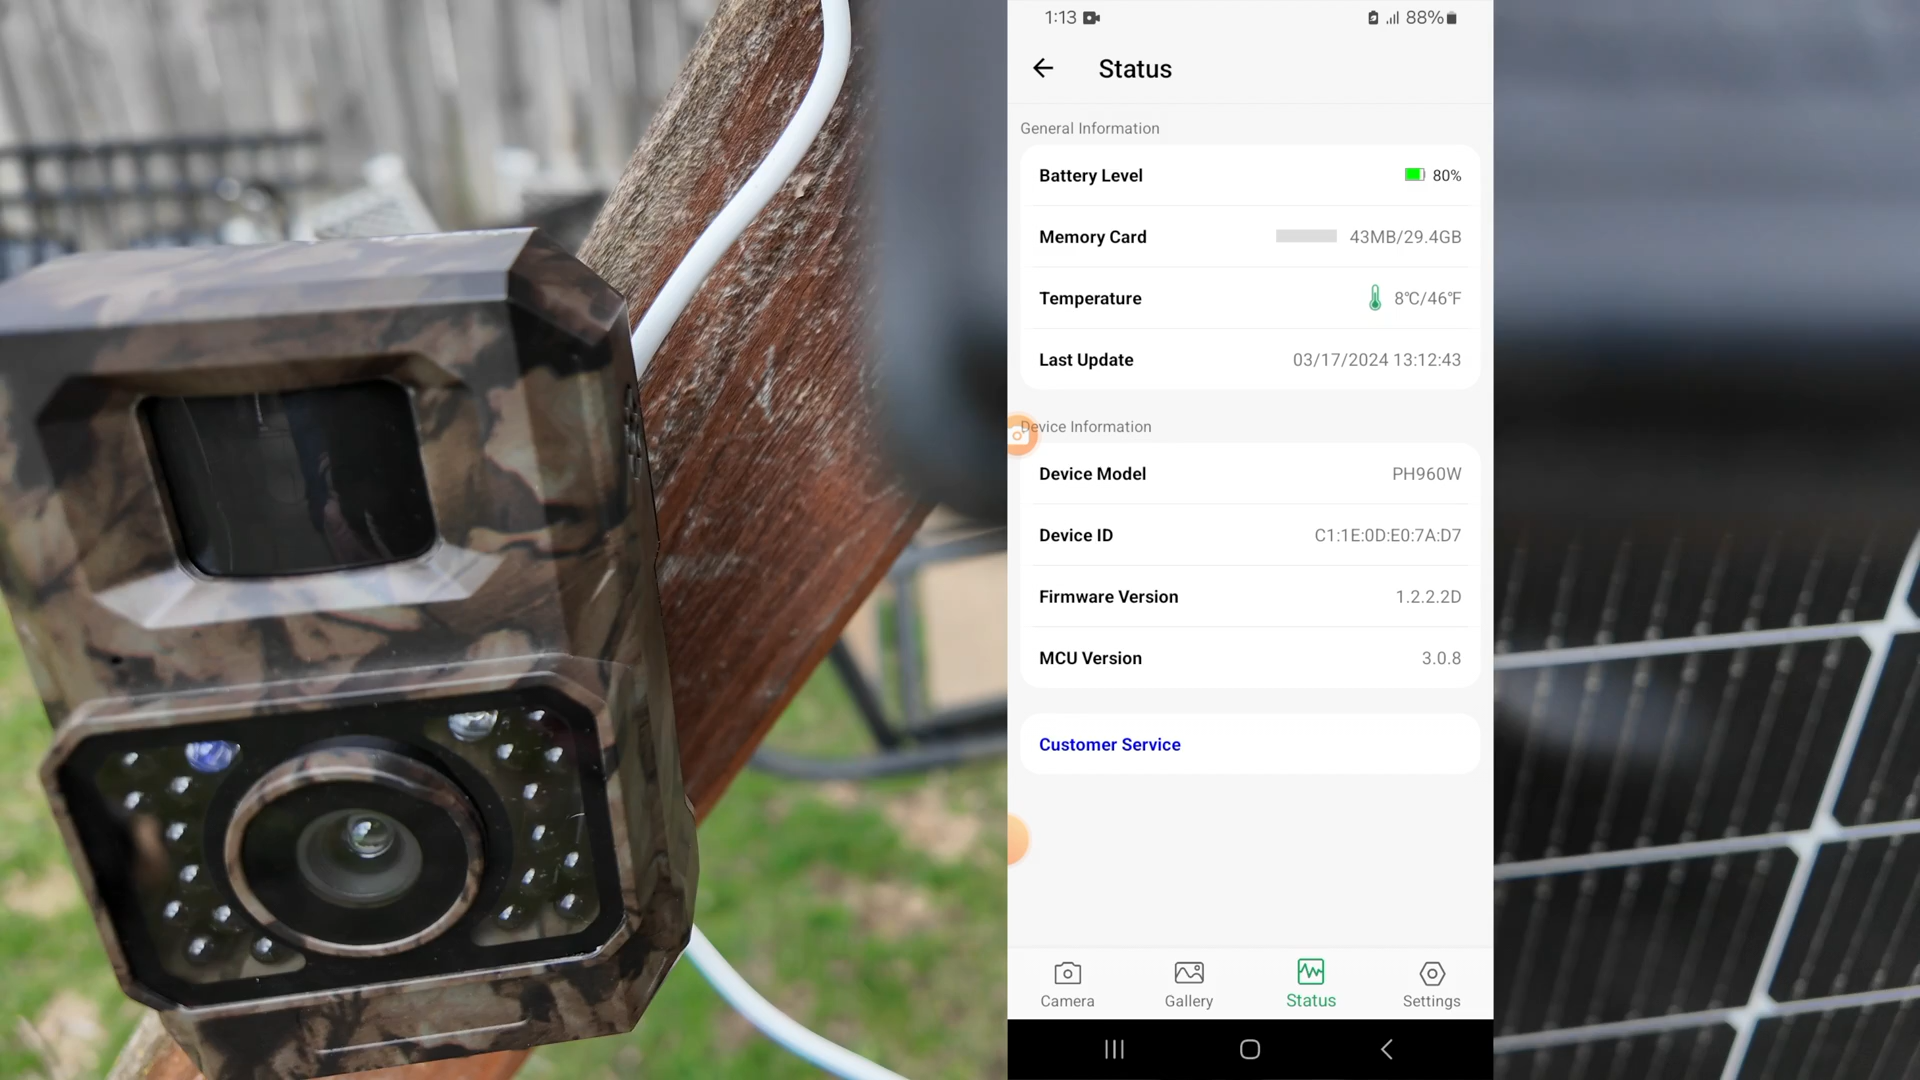 1:13 88%
Status
General Information
Battery Level 80%
Memory Card 43MB/29.4GB
Temperature 8°C/46°F
Last Update 03/17/2024 13:12:43
Device Information
Device Model PH960W
Device ID C1:1E:0D:E0:7A:D7
Firmware Version 1.2.2.2D
MCU Version 3.0.8
Customer Service
Camera Gallery Status Settings